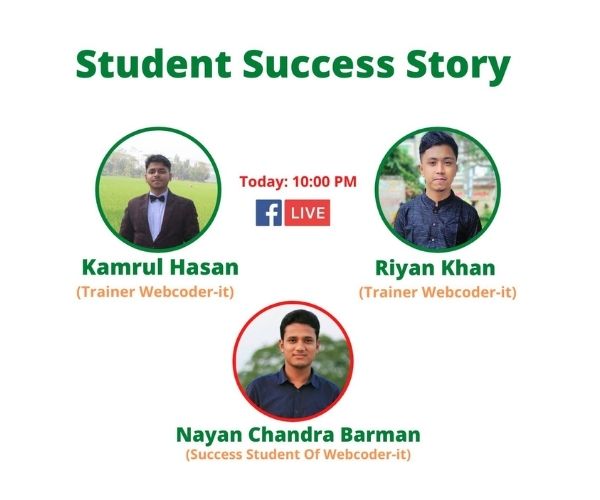 Student Success Story
Today: 10:00 PM
f LIVE
Kamrul Hasan
(Trainer Webcoder-it)
Riyan Khan
(Trainer Webcoder-it)
Nayan Chandra Barman
(Success Student Of Webcoder-it)